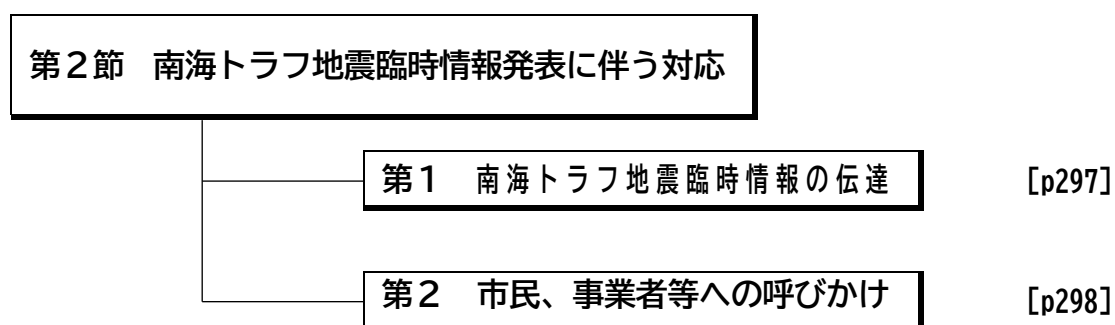 第2節　南海トラフ地震臨時情報発表に伴う対応
第1　南海トラフ地震臨時情報の伝達　[p297]
第2　市民、事業者等への呼びかけ　[p298]